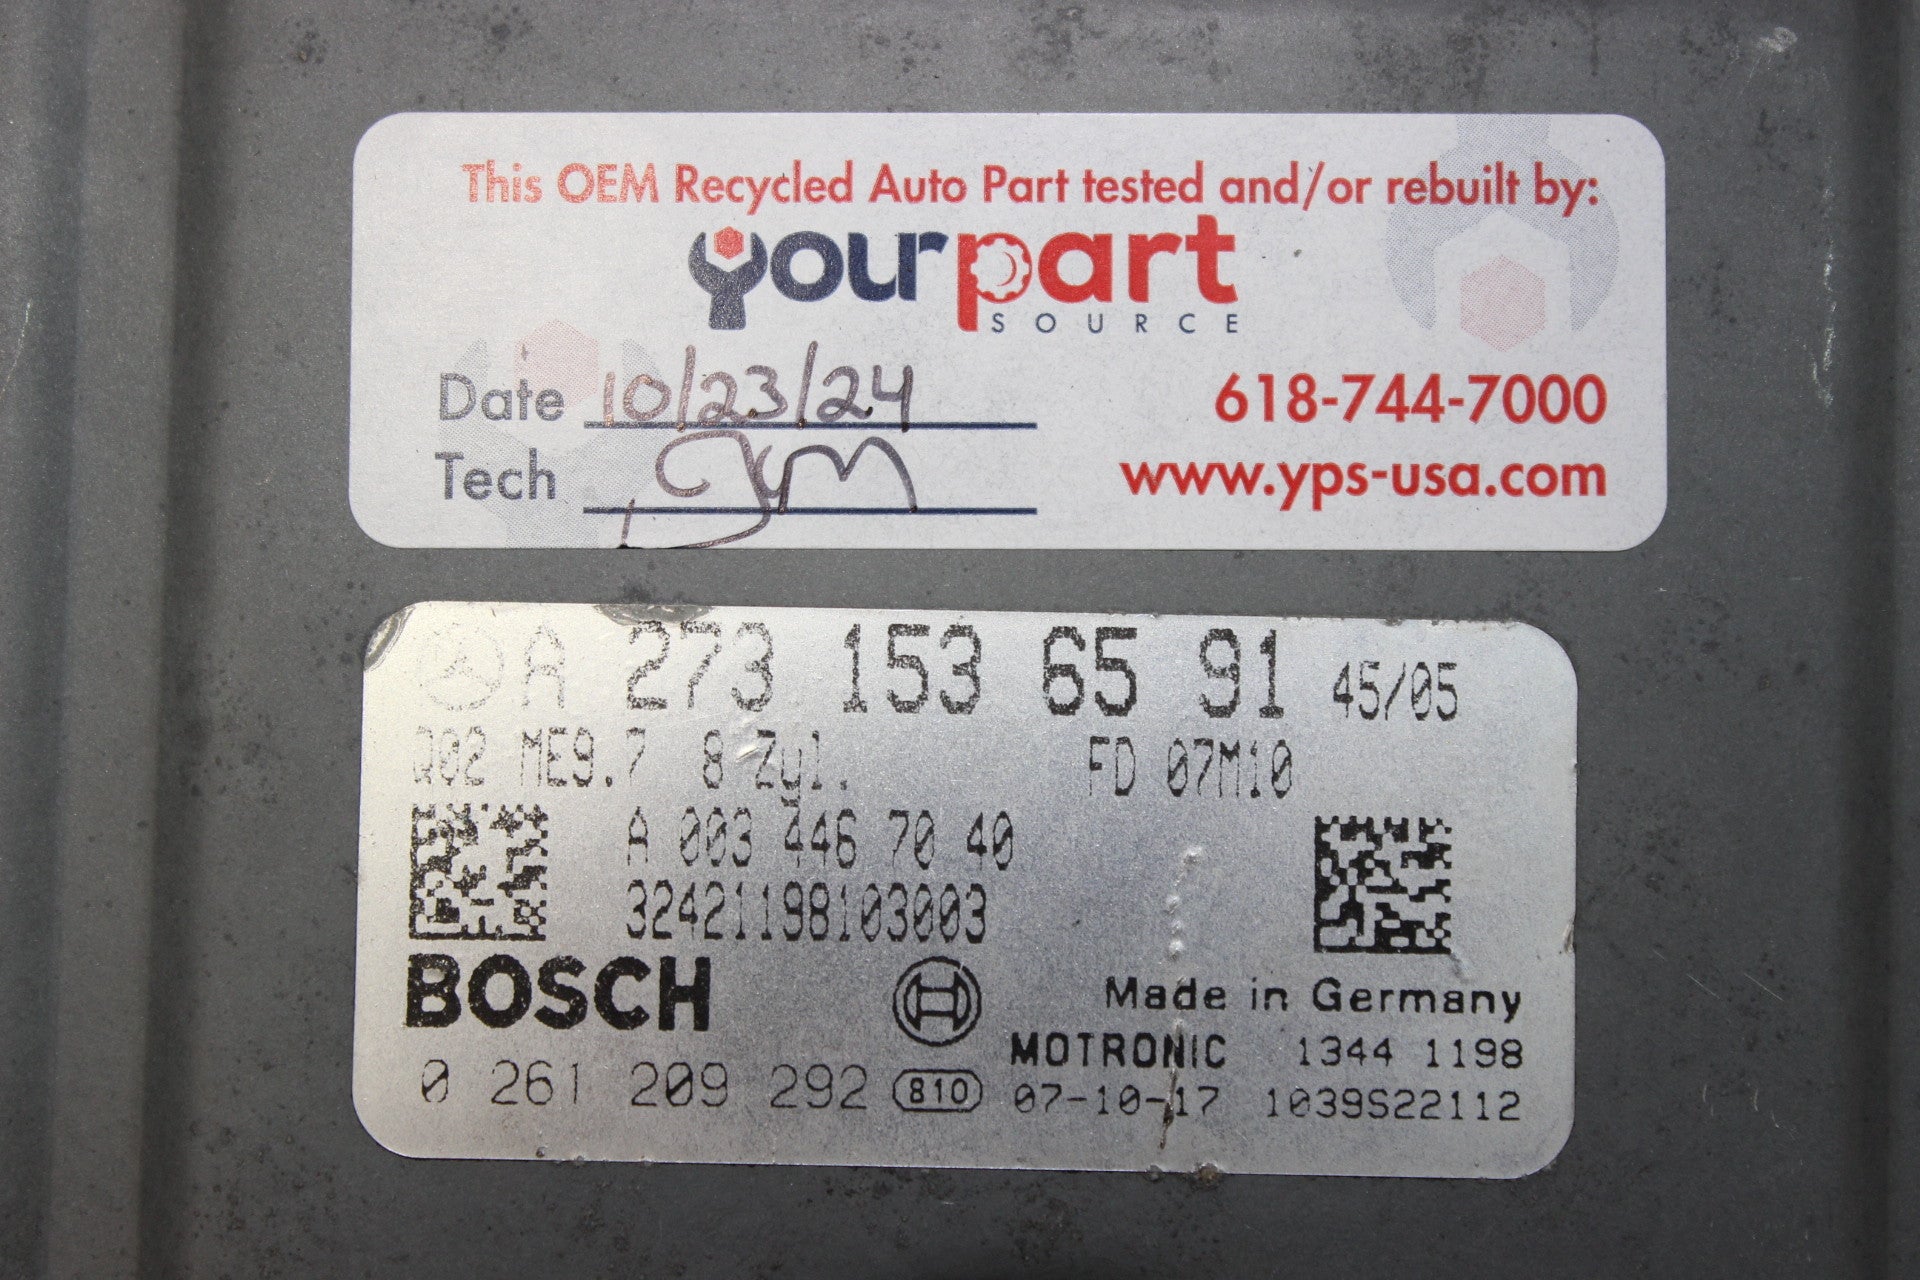 This OEM Recycled Auto Part tested and/or rebuilt by:
yourpart
SOURCE
Date 10/23/24
618-744-7000
Tech
www.yps-usa.com
A 273 153 65 91 45/05
Q02 ME9.7 8 Zyl. FD 07M10
A 003 446 70 40
32421198103003
BOSCH
Made in Germany
MOTRONIC 1344 1198
0 261 209 292 810 07-10-17 1039S22112